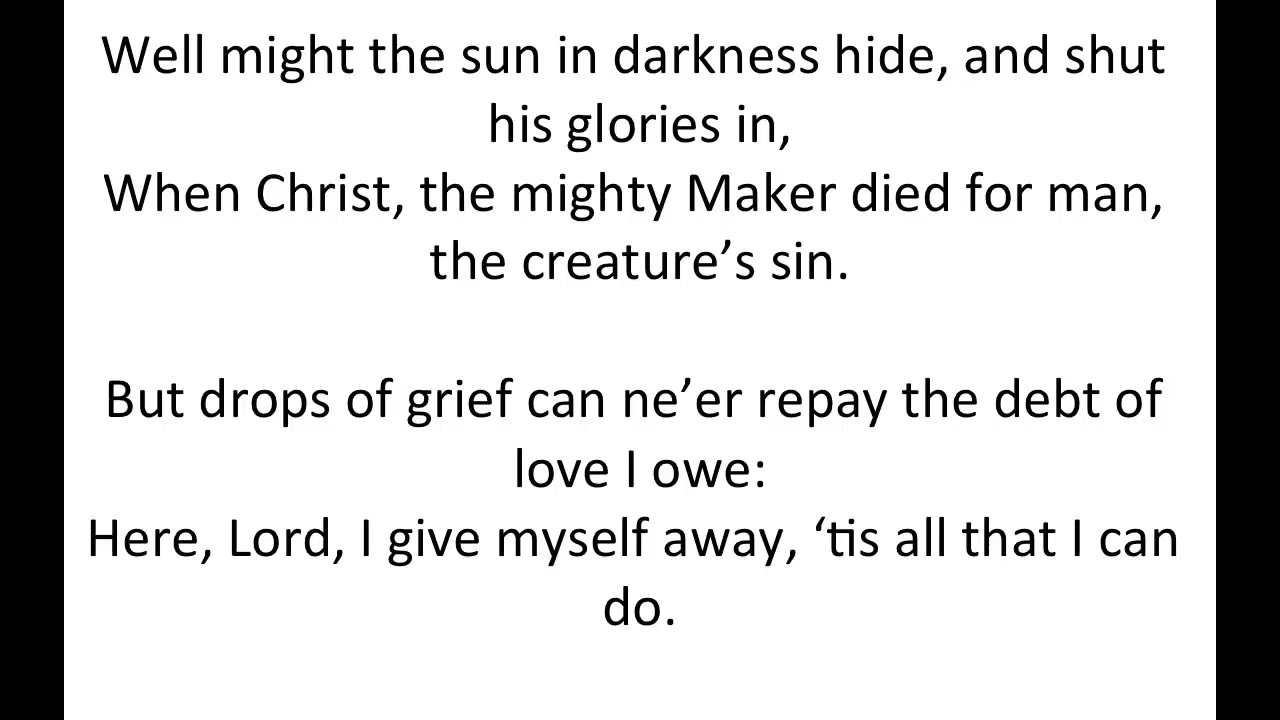 Well might the sun in darkness hide, and shut
his glories in,
When Christ, the mighty Maker died for man,
the creature’s sin.
But drops of grief can ne’er repay the debt of
love I owe:
Here, Lord, I give myself away, ‘tis all that I can
do.